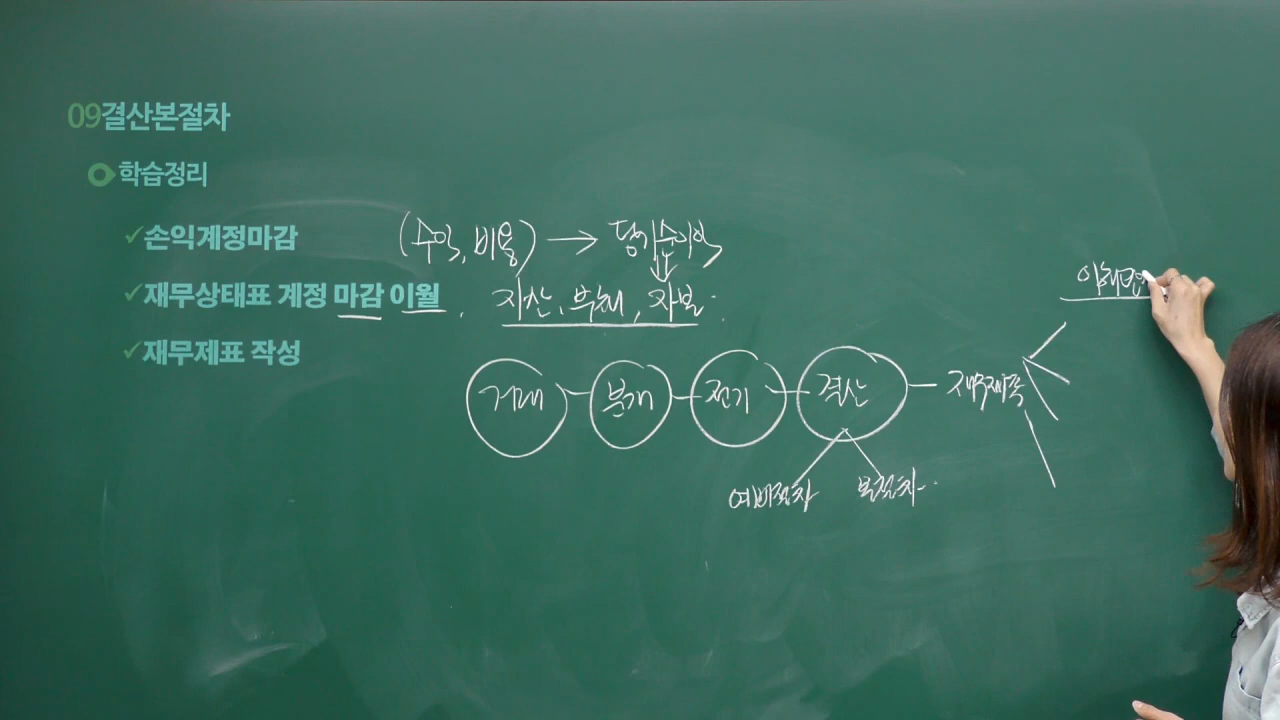 09결산본절차
학습정리
✓손익계정마감 (수익, 비용) → 당기순이익
✓재무상태표 계정 마감 이월, 자산, 부채, 자본.
✓재무제표 작성
거래 분개 전기 결산 재무제표
예비절차 본절차..
이해관